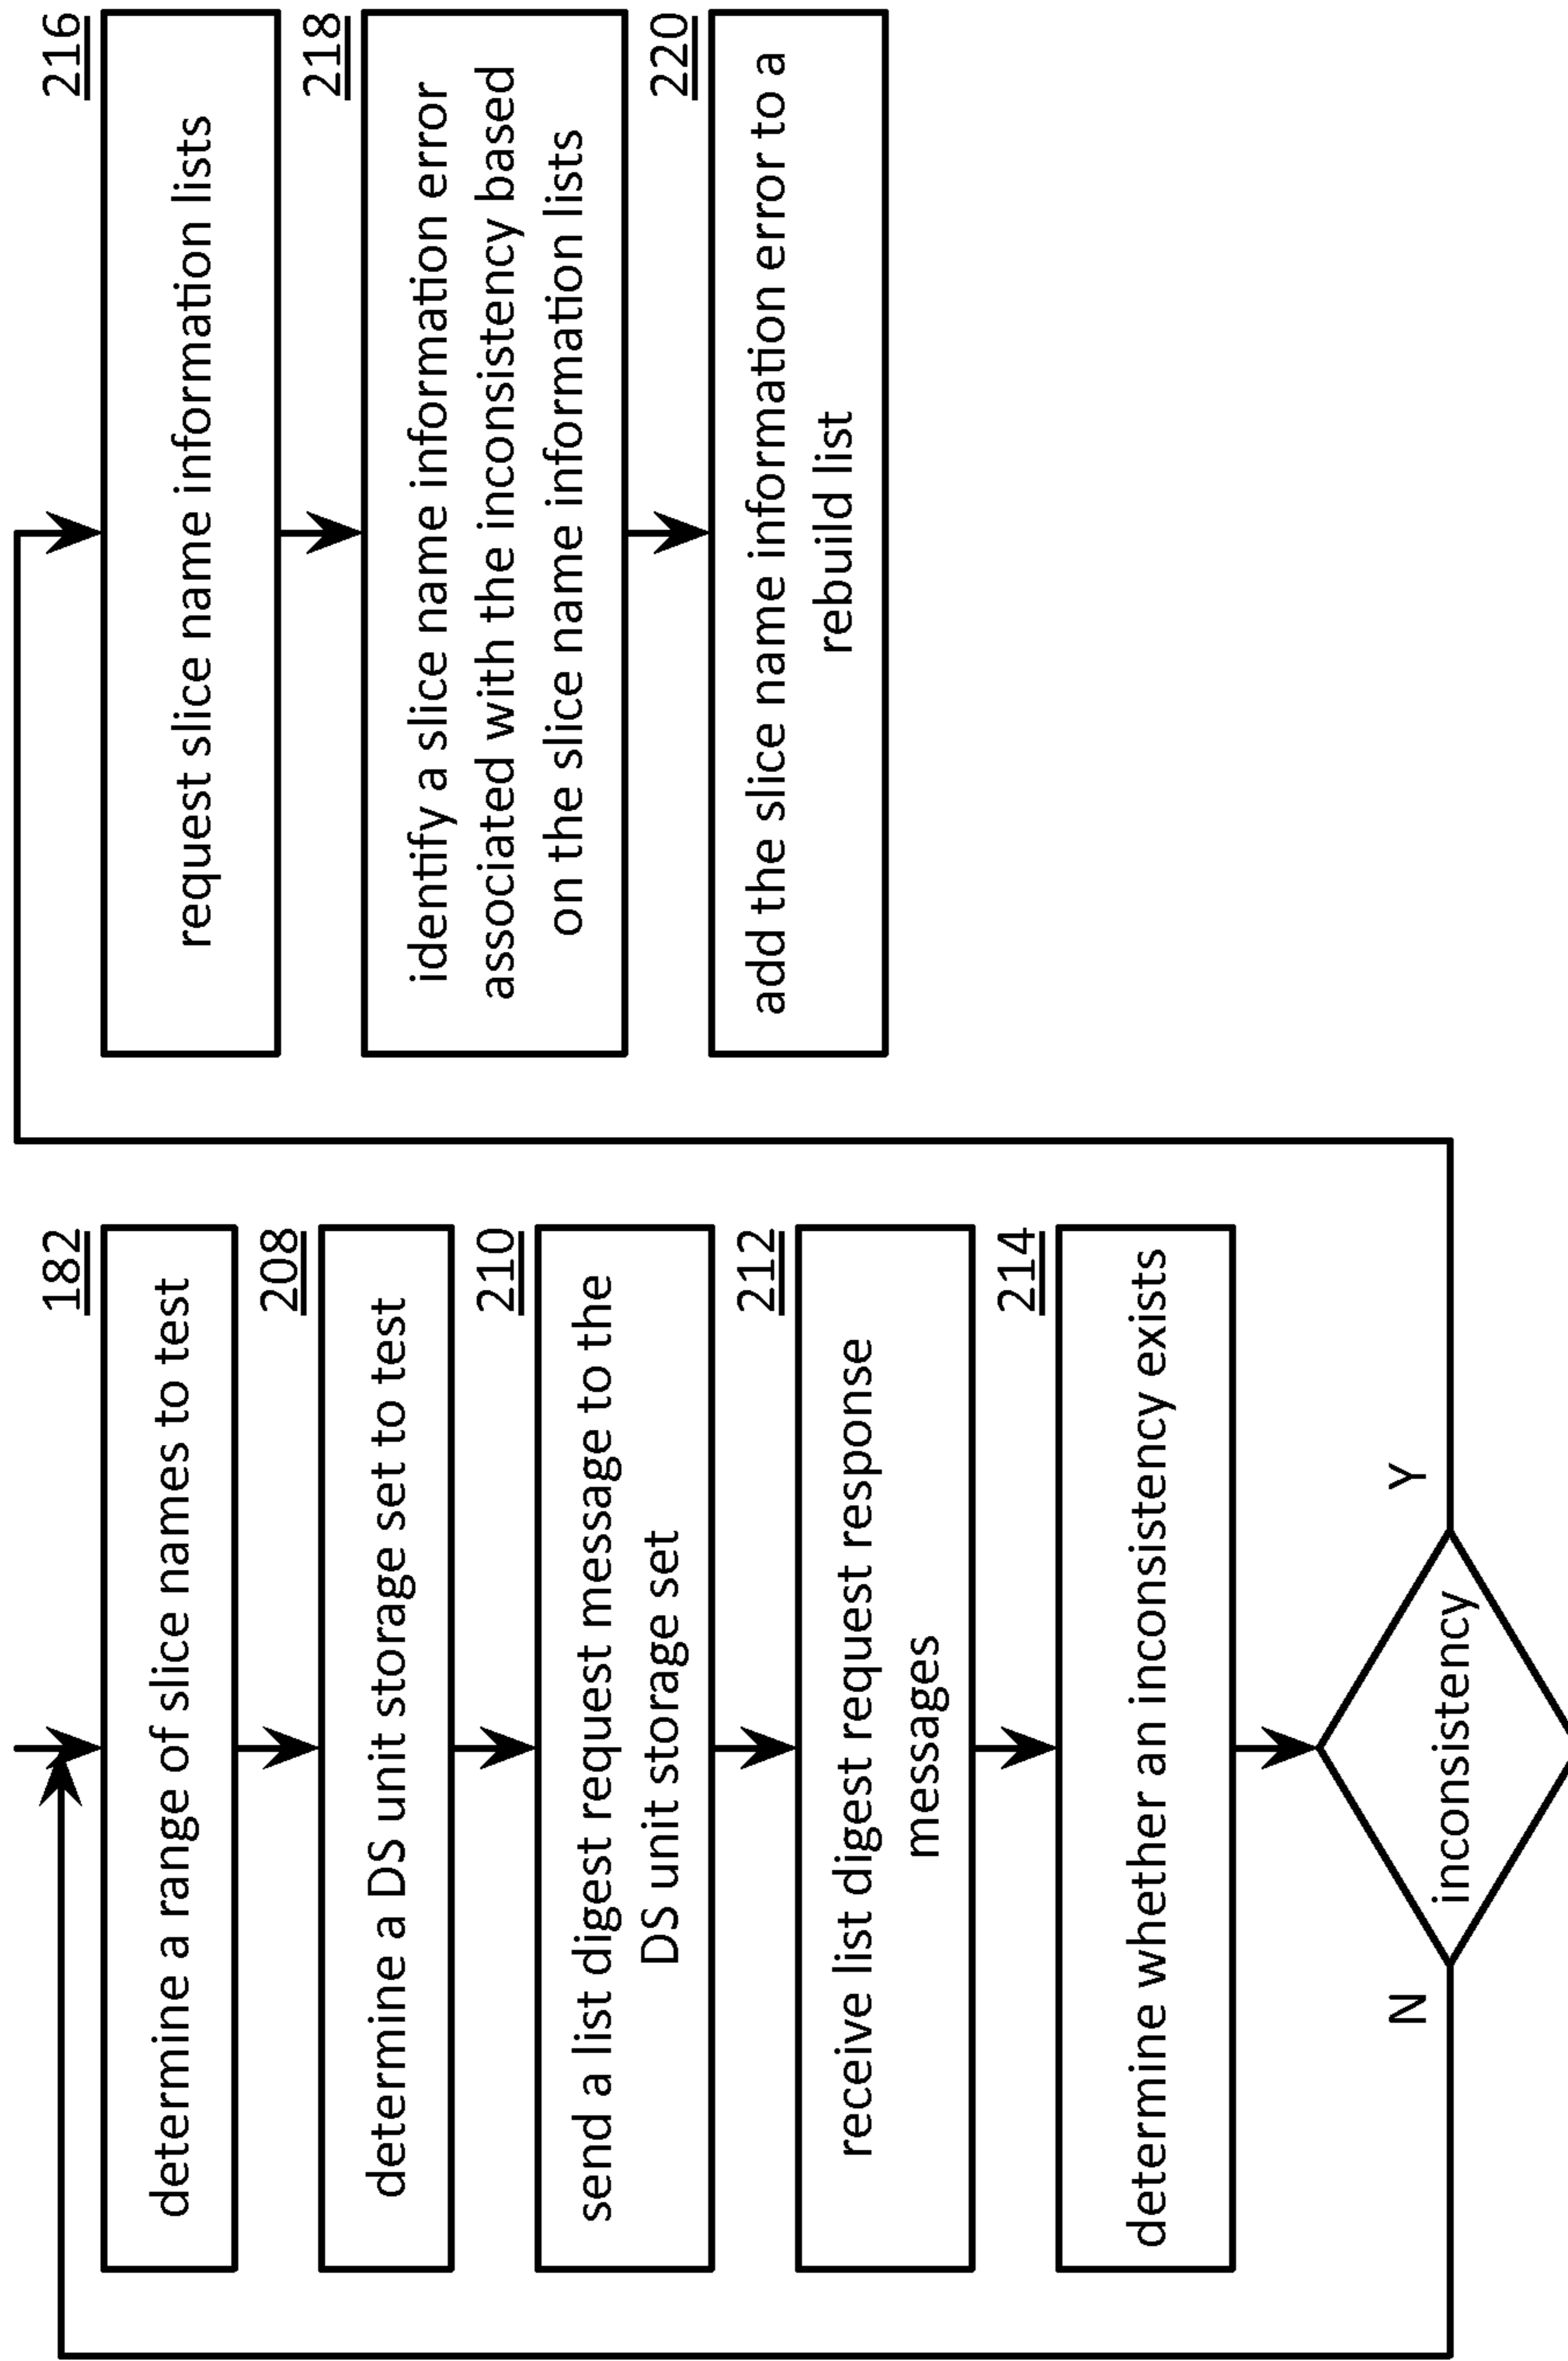 182
determine a range of slice names to test
208
determine a DS unit storage set to test
210
send a list digest request message to the
DS unit storage set
212
receive list digest request response
messages
214
determine whether an inconsistency exists
inconsistency
N
Y
216
request slice name information lists
218
identify a slice name information error
associated with the inconsistency based
on the slice name information lists
220
add the slice name information error to a
rebuild list